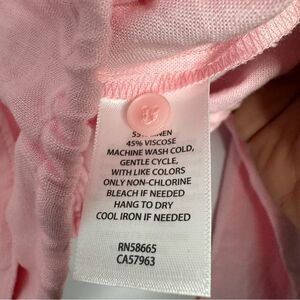 55% LINEN
45% VISCOSE
MACHINE WASH COLD,
GENTLE CYCLE,
WITH LIKE COLORS
ONLY NON-CHLORINE
BLEACH IF NEEDED
HANG TO DRY
COOL IRON IF NEEDED
RN58665
CA57963